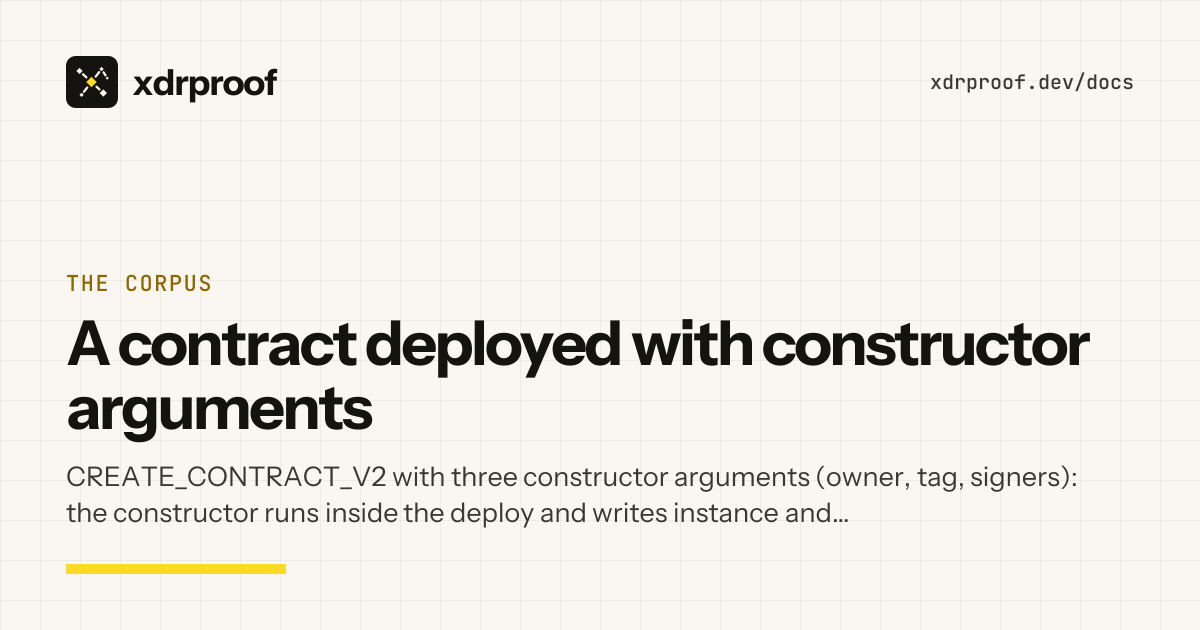 xdrproof
xdrproof.dev/docs
THE CORPUS
A contract deployed with constructor
arguments
CREATE_CONTRACT_V2 with three constructor arguments (owner, tag, signers):
the constructor runs inside the deploy and writes instance and…